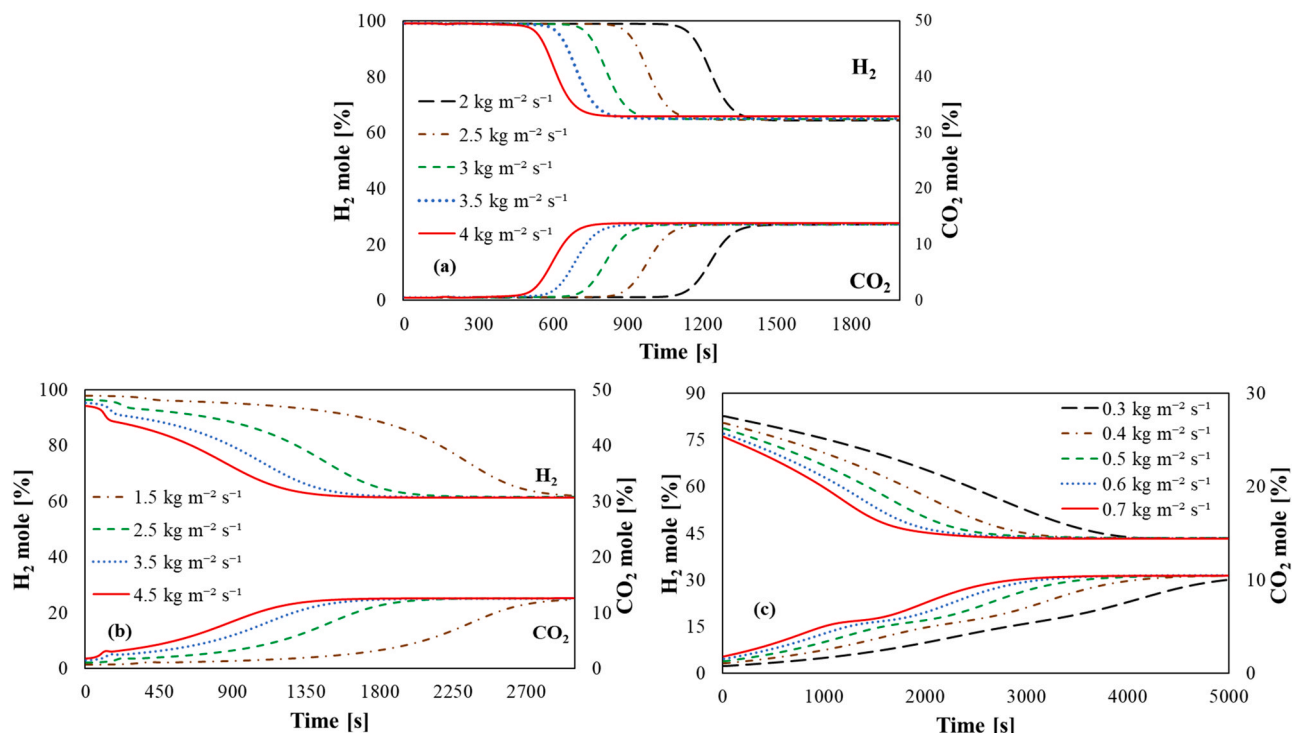 100
80
60
40
20
0
H₂ mole [%]
50
40
30
20
10
0
CO₂ mole [%]
H₂
2 kg m⁻² s⁻¹
2.5 kg m⁻² s⁻¹
3 kg m⁻² s⁻¹
3.5 kg m⁻² s⁻¹
4 kg m⁻² s⁻¹
(a)
CO₂
0 300 600 900 1200 1500 1800
Time [s]
100
80
60
40
20
0
H₂ mole [%]
50
40
30
20
10
0
CO₂ mole [%]
H₂
1.5 kg m⁻² s⁻¹
2.5 kg m⁻² s⁻¹
3.5 kg m⁻² s⁻¹
4.5 kg m⁻² s⁻¹
(b)
CO₂
0 450 900 1350 1800 2250 2700
Time [s]
90
75
60
45
30
15
0
H₂ mole [%]
30
20
10
0
CO₂ mole [%]
0.3 kg m⁻² s⁻¹
0.4 kg m⁻² s⁻¹
0.5 kg m⁻² s⁻¹
0.6 kg m⁻² s⁻¹
0.7 kg m⁻² s⁻¹
(c)
0 1000 2000 3000 4000 5000
Time [s]